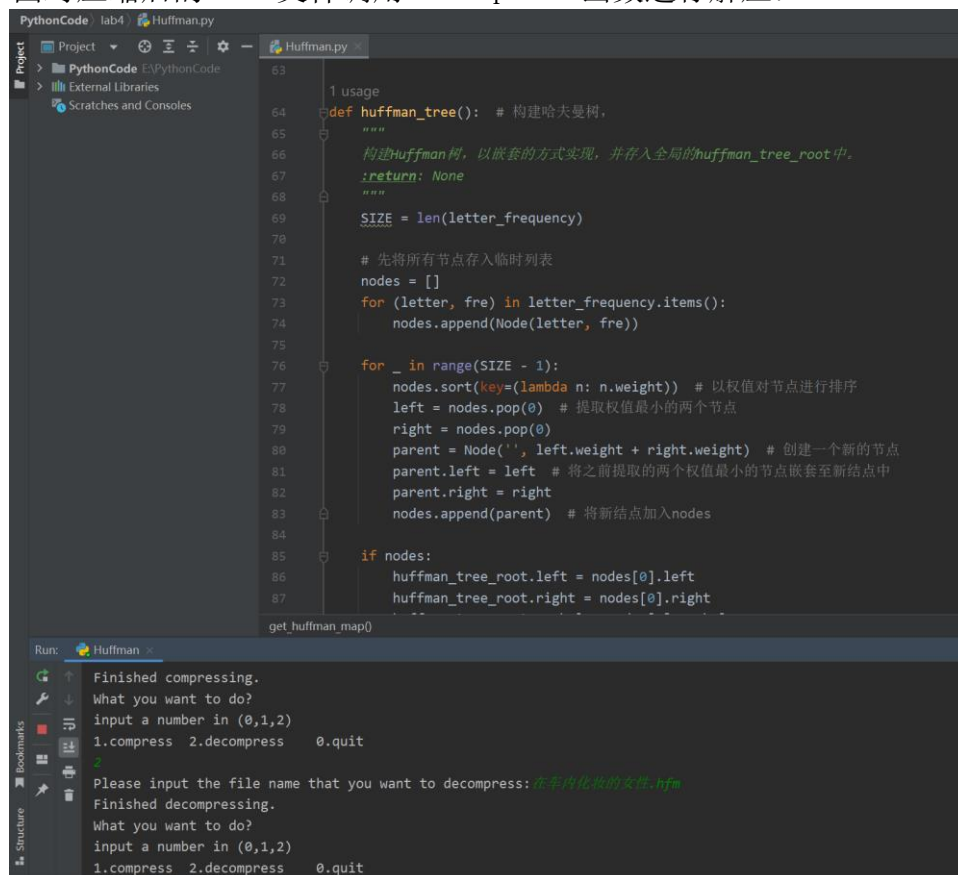 PythonCode › lab4 › Huffman.py
Project
Huffman.py ×
PythonCode E:\PythonCode
External Libraries
Scratches and Consoles
Project
63
1 usage
64 def huffman_tree(): # 构建哈夫曼树,
65 """
66 构建Huffman树，以嵌套的方式实现，并存入全局的huffman_tree_root中。
67 :return: None
68 """
69 SIZE = len(letter_frequency)
70
71 # 先将所有节点存入临时列表
72 nodes = []
73 for (letter, fre) in letter_frequency.items():
74 nodes.append(Node(letter, fre))
75
76 for _ in range(SIZE - 1):
77 nodes.sort(key=(lambda n: n.weight)) # 以权值对节点进行排序
78 left = nodes.pop(0) # 提取权值最小的两个节点
79 right = nodes.pop(0)
80 parent = Node('', left.weight + right.weight) # 创建一个新的节点
81 parent.left = left # 将之前提取的两个权值最小的节点嵌套至新结点中
82 parent.right = right
83 nodes.append(parent) # 将新结点加入nodes
84
85 if nodes:
86 huffman_tree_root.left = nodes[0].left
87 huffman_tree_root.right = nodes[0].right
get_huffman_map()
Run: Huffman ×
Finished compressing.
What you want to do?
input a number in (0,1,2)
1.compress 2.decompress 0.quit
2
Please input the file name that you want to decompress:在车内化妆的女性.hfm
Finished decompressing.
What you want to do?
input a number in (0,1,2)
1.compress 2.decompress 0.quit
Bookmarks
Structure